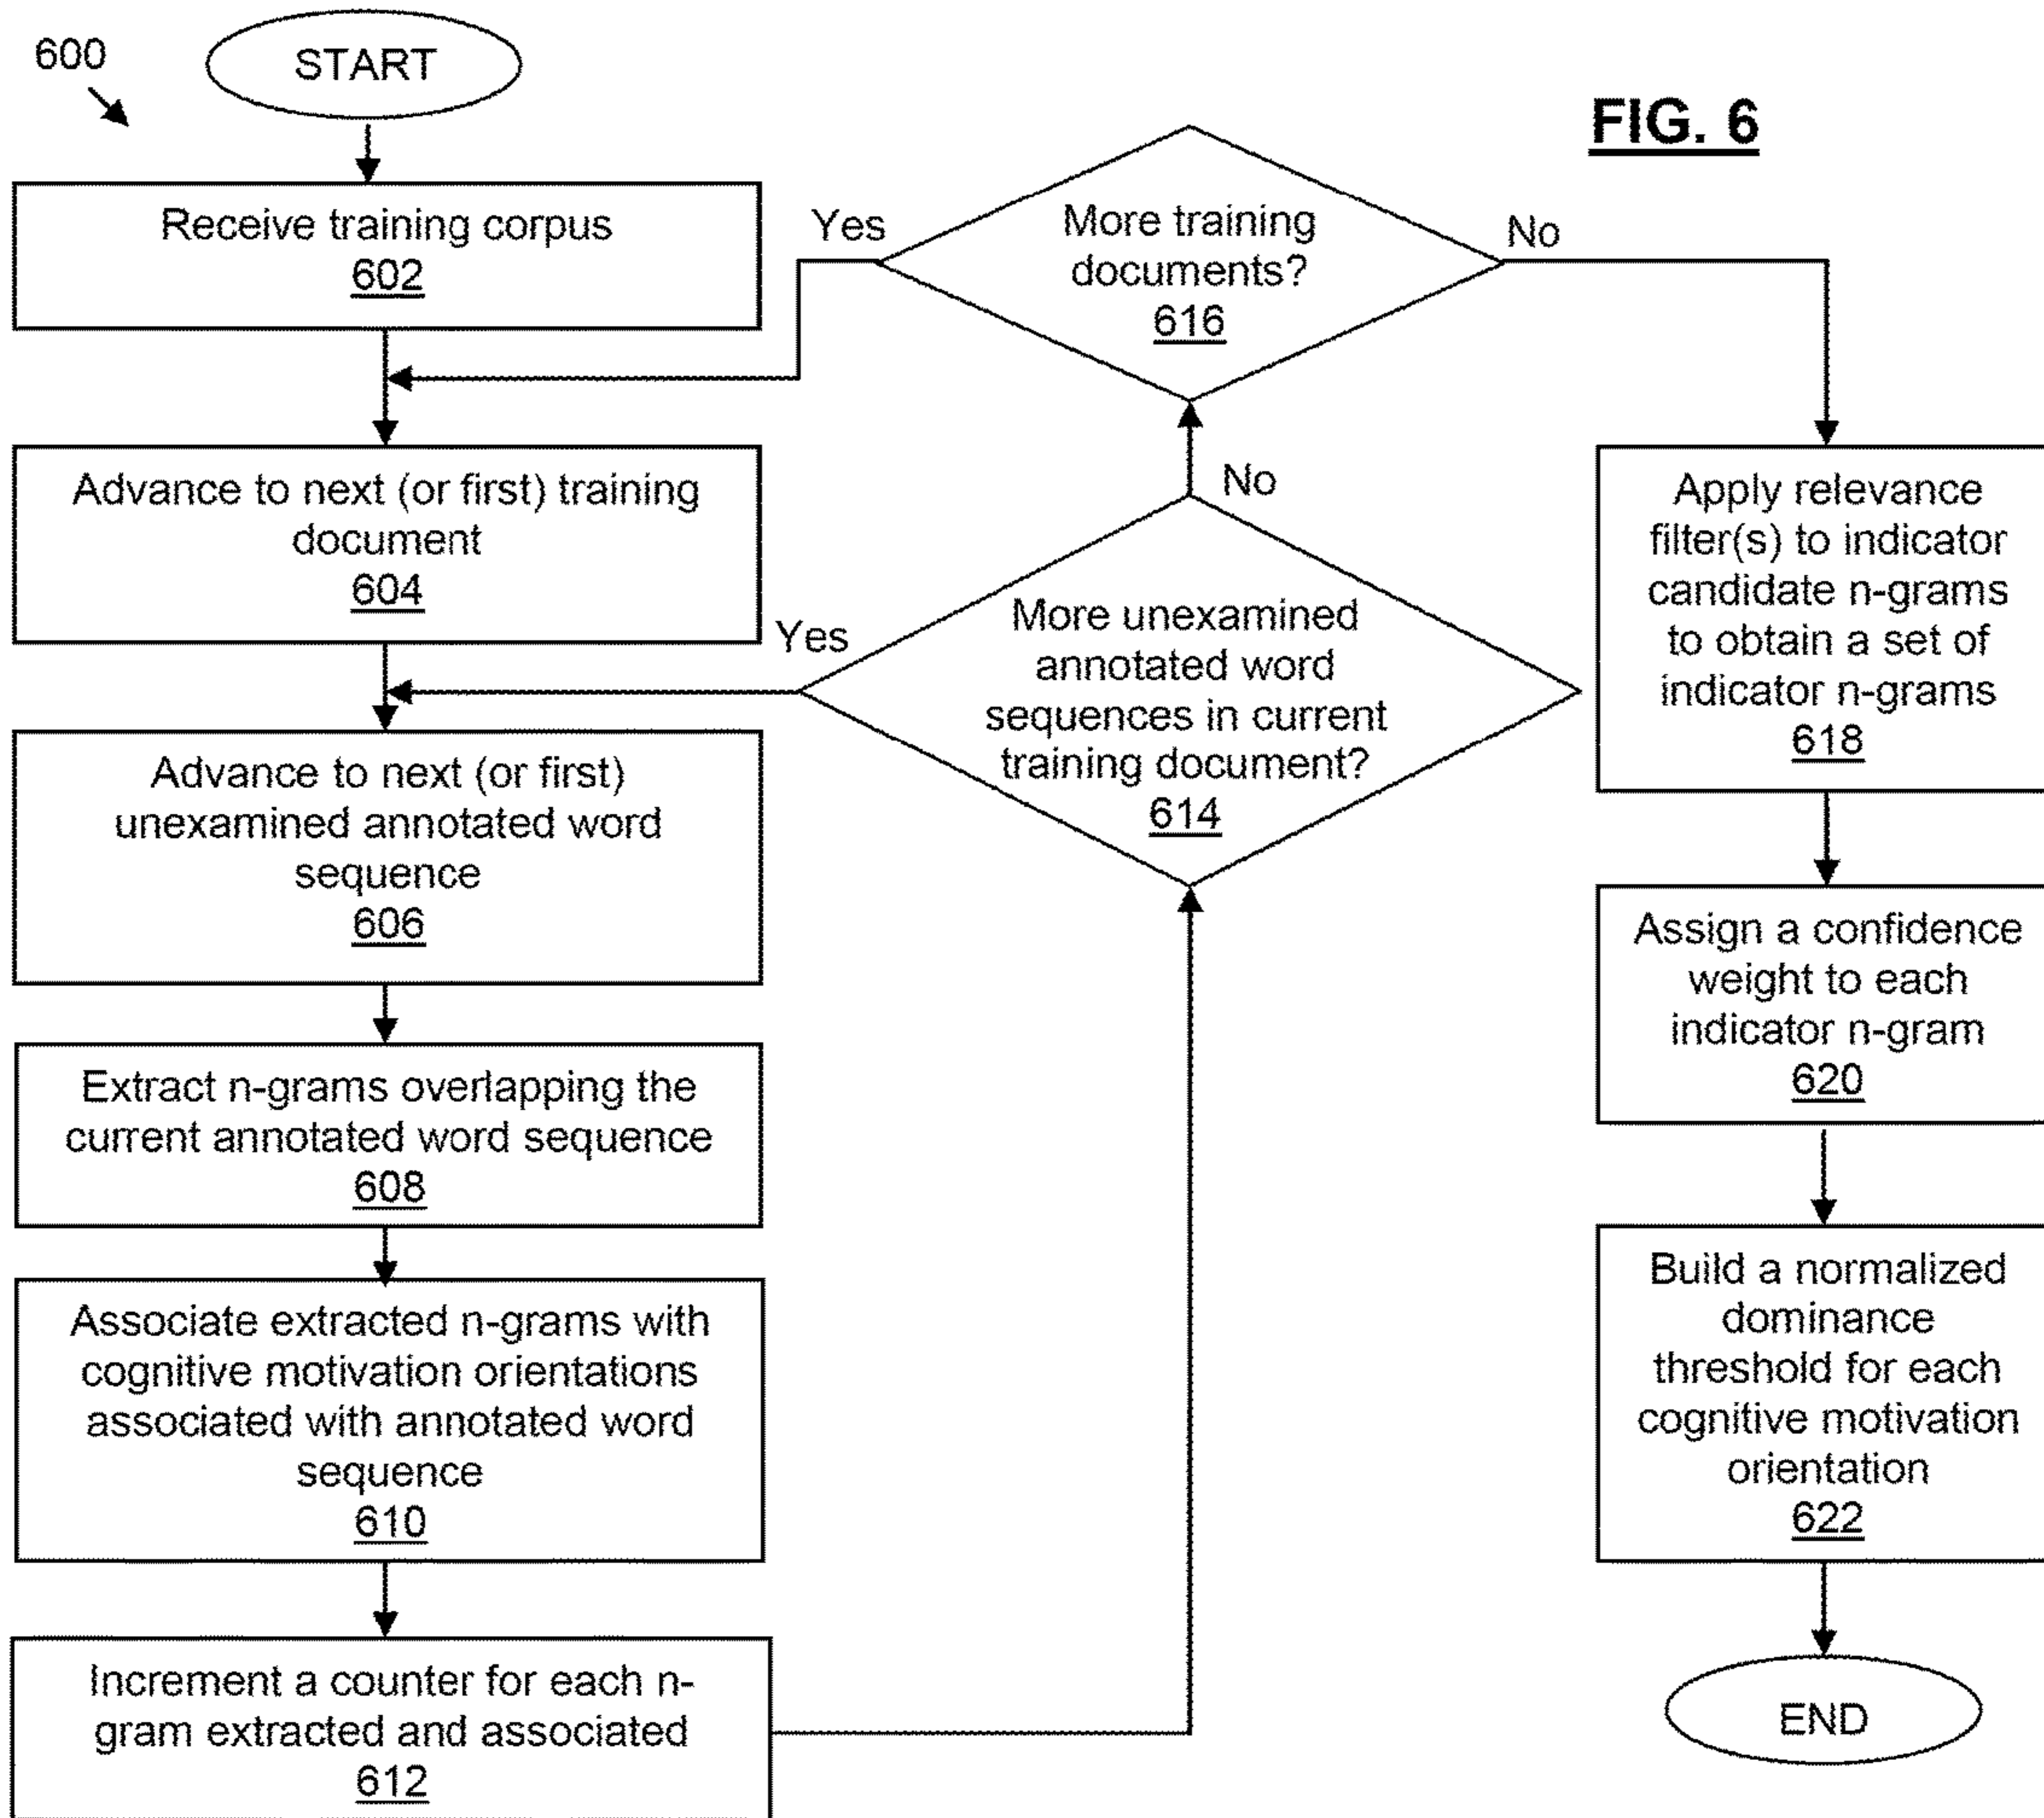 600
START
FIG. 6
Receive training corpus
602
Yes
More training
documents?
616
No
Advance to next (or first) training
document
604
Yes
No
More unexamined
annotated word
sequences in current
training document?
614
Advance to next (or first)
unexamined annotated word
sequence
606
Extract n-grams overlapping the
current annotated word sequence
608
Associate extracted n-grams with
cognitive motivation orientations
associated with annotated word
sequence
610
Increment a counter for each n-
gram extracted and associated
612
Apply relevance
filter(s) to indicator
candidate n-grams
to obtain a set of
indicator n-grams
618
Assign a confidence
weight to each
indicator n-gram
620
Build a normalized
dominance
threshold for each
cognitive motivation
orientation
622
END